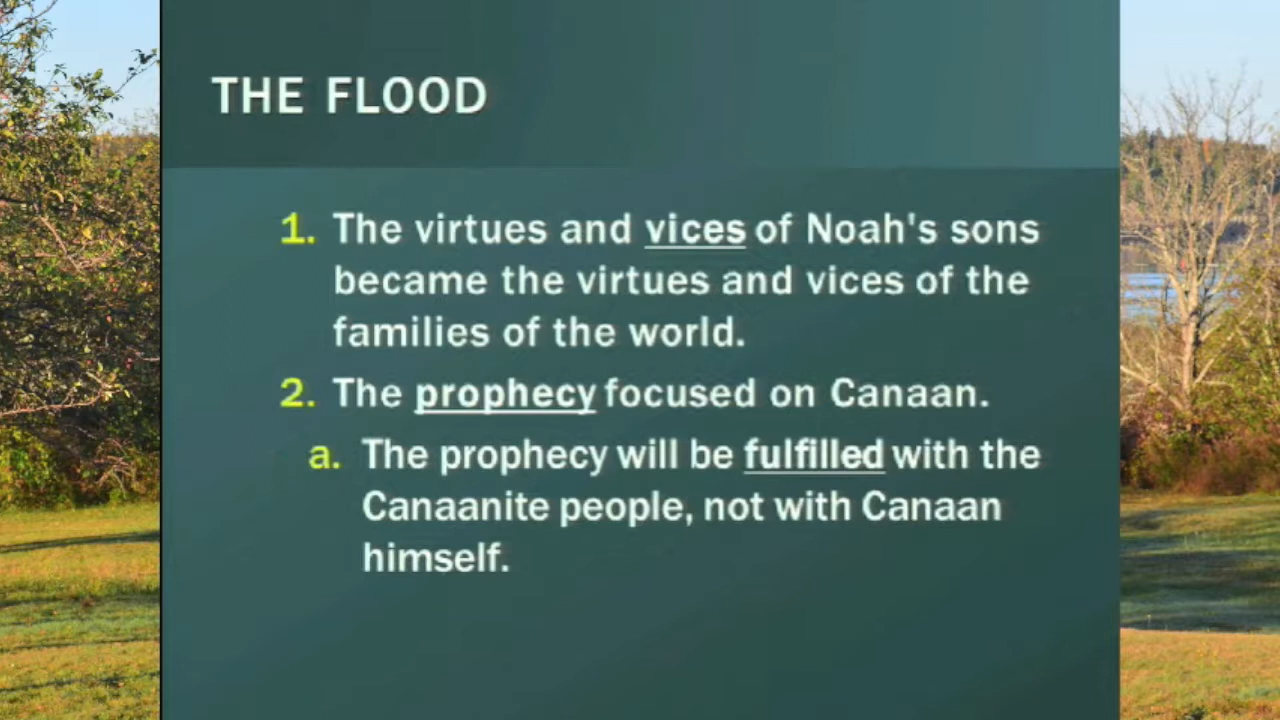 THE FLOOD
1. The virtues and vices of Noah's sons
became the virtues and vices of the
families of the world.
2. The prophecy focused on Canaan.
a. The prophecy will be fulfilled with the
Canaanite people, not with Canaan
himself.